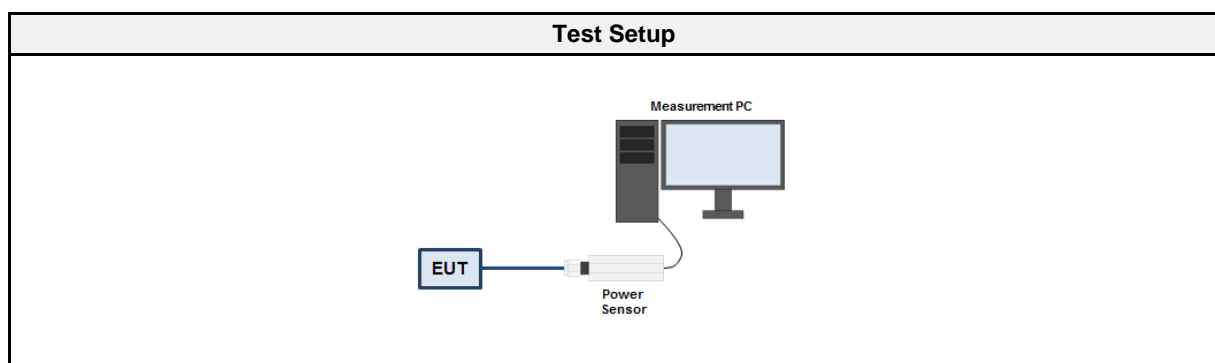 Test Setup
Measurement PC
EUT
Power
Sensor